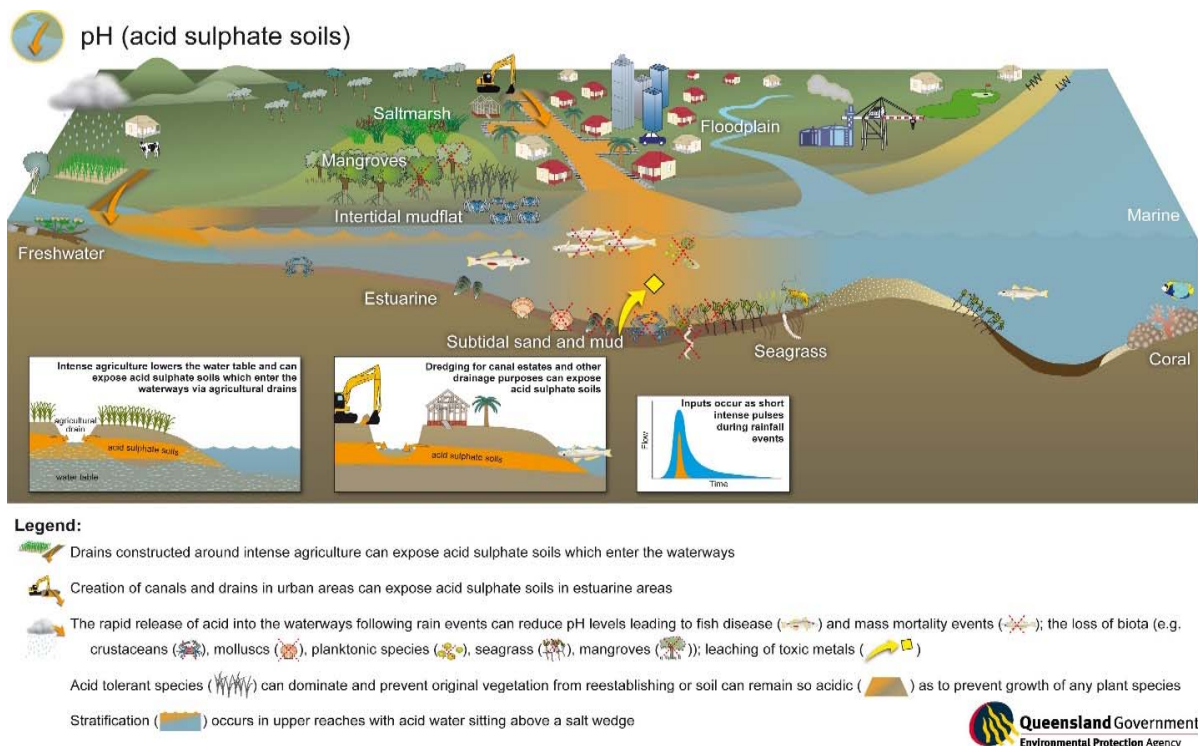 pH (acid sulphate soils)
HW
LW
Saltmarsh
Floodplain
Mangroves
Intertidal mudflat
Marine
Freshwater
Estuarine
Subtidal sand and mud
Seagrass
Coral
Intense agriculture lowers the water table and can
expose acid sulphate soils which enter the
waterways via agricultural drains
agricultural
drain
acid sulphate soils
water table
Dredging for canal estates and other
drainage purposes can expose
acid sulphate soils
acid sulphate soils
Inputs occur as short
intense pulses
during rainfall
events
Flow
Time
Legend:
Drains constructed around intense agriculture can expose acid sulphate soils which enter the waterways
Creation of canals and drains in urban areas can expose acid sulphate soils in estuarine areas
The rapid release of acid into the waterways following rain events can reduce pH levels leading to fish disease ( ) and mass mortality events ( ); the loss of biota (e.g.
crustaceans ( ), molluscs ( ), planktonic species ( ), seagrass ( ), mangroves ( )); leaching of toxic metals ( )
Acid tolerant species ( ) can dominate and prevent original vegetation from reestablishing or soil can remain so acidic ( ) as to prevent growth of any plant species
Stratification ( ) occurs in upper reaches with acid water sitting above a salt wedge
Queensland Government
Environmental Protection Agency